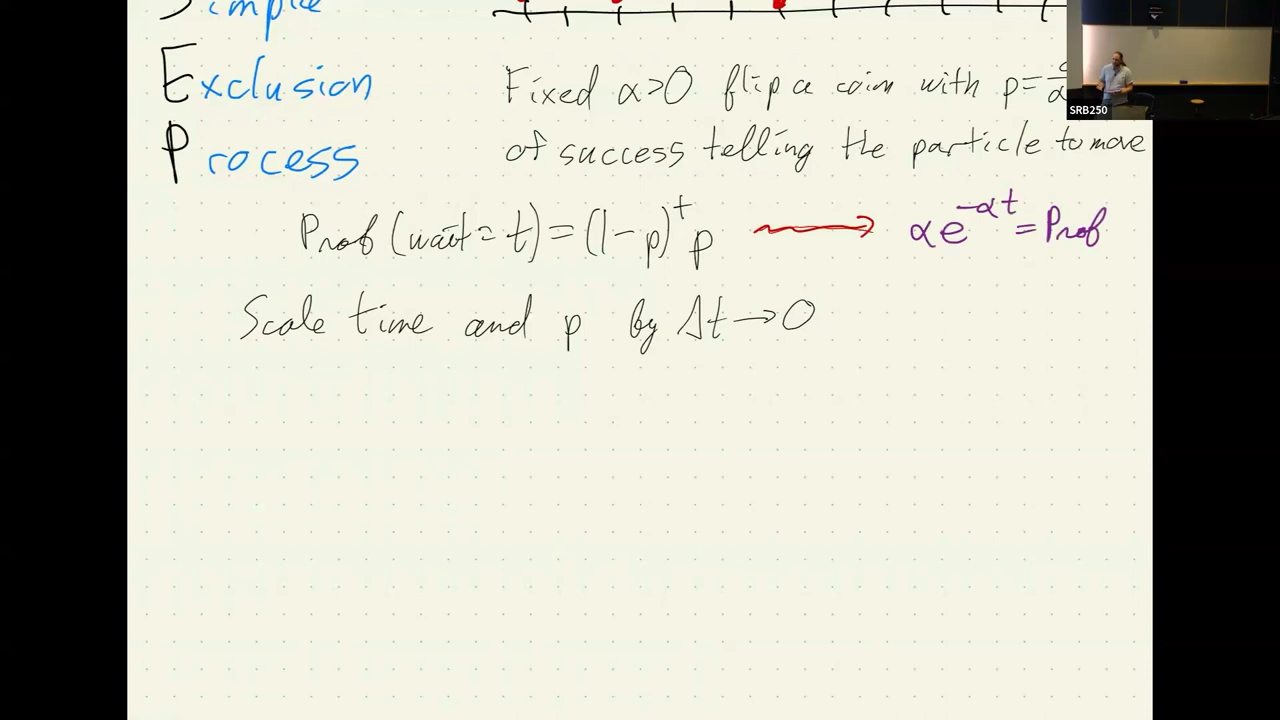 Simple
Exclusion
Process
Fixed α>0 flip a coin with p=
of success telling the particle to move
Prob(wait = t) = (1-p)^t p → αe^{-αt} = Prob
Scale time and p by Δt→0
SRB250